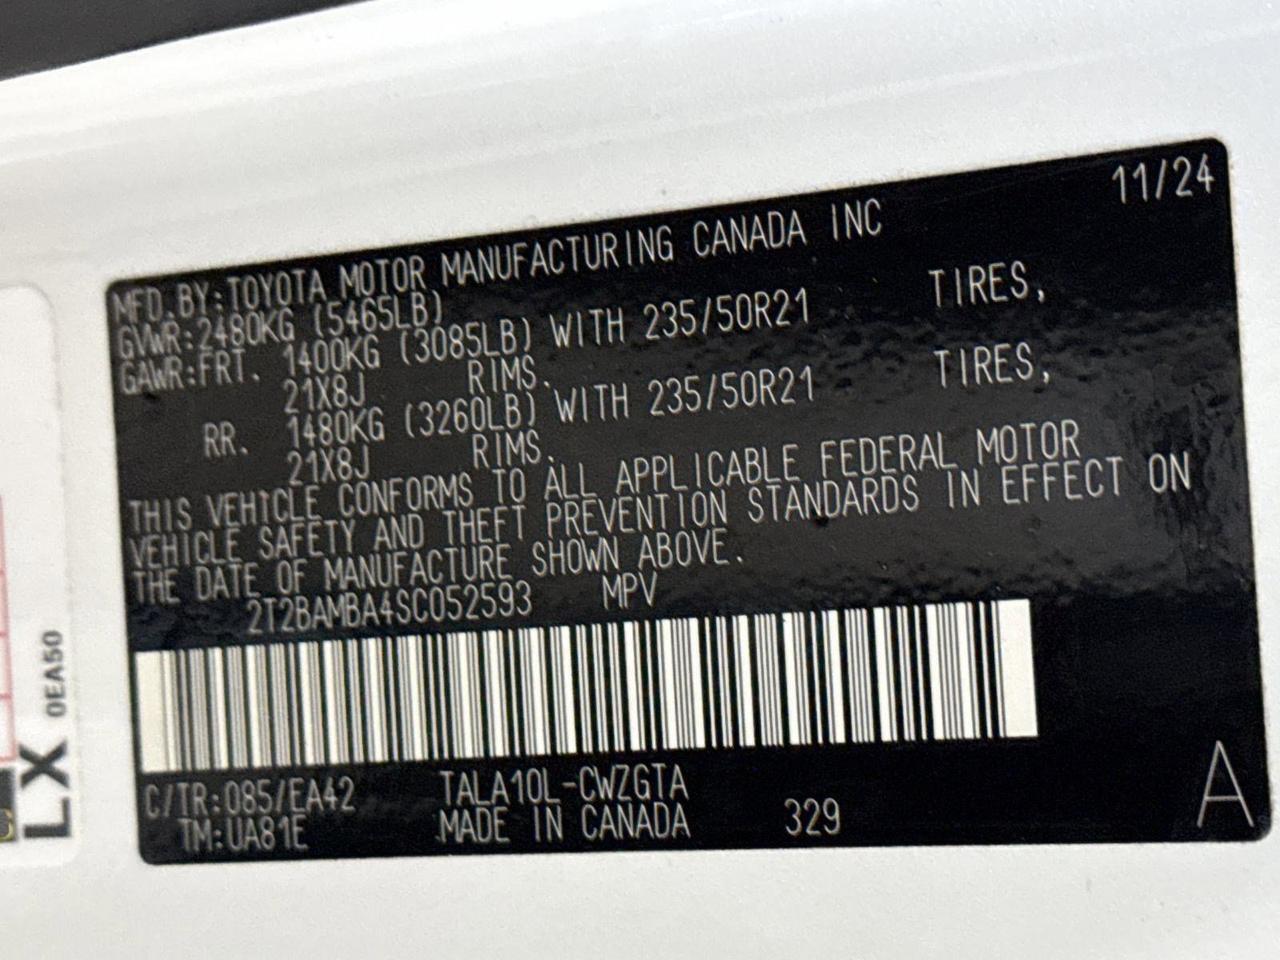 11/24
MFD.BY:TOYOTA MOTOR MANUFACTURING CANADA INC
GVWR:2480KG (5465LB)
GAWR:FRT. 1400KG (3085LB) WITH 235/50R21 TIRES,
21X8J RIMS.
RR. 1480KG (3260LB) WITH 235/50R21 TIRES,
21X8J RIMS.
THIS VEHICLE CONFORMS TO ALL APPLICABLE FEDERAL MOTOR
VEHICLE SAFETY AND THEFT PREVENTION STANDARDS IN EFFECT ON
THE DATE OF MANUFACTURE SHOWN ABOVE.
2T2BAMBA4SC052593 MPV
C/TR:085/EA42 TALA10L-CWZGTA
TM:UA81E MADE IN CANADA 329
A
LX
0EA50